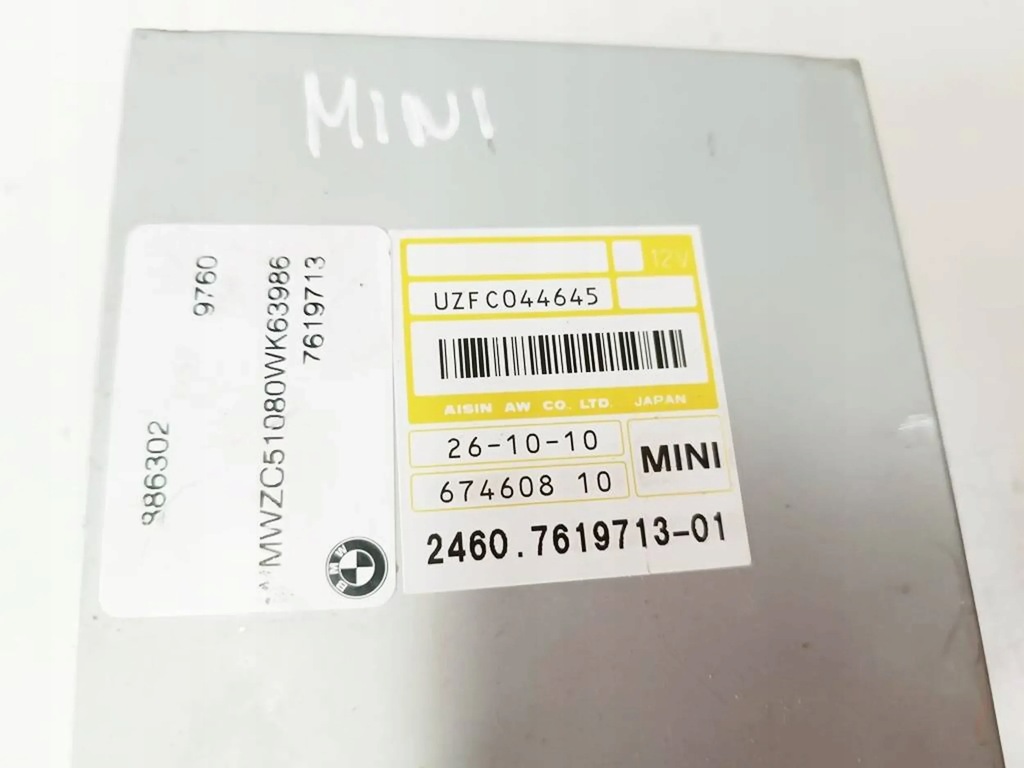 MINI
9760
7619713
MWZC51080WK63986
986302
BMW
12V
UZFC044645
AISIN AW CO., LTD. JAPAN
26-10-10
MINI
674608 10
2460.7619713-01